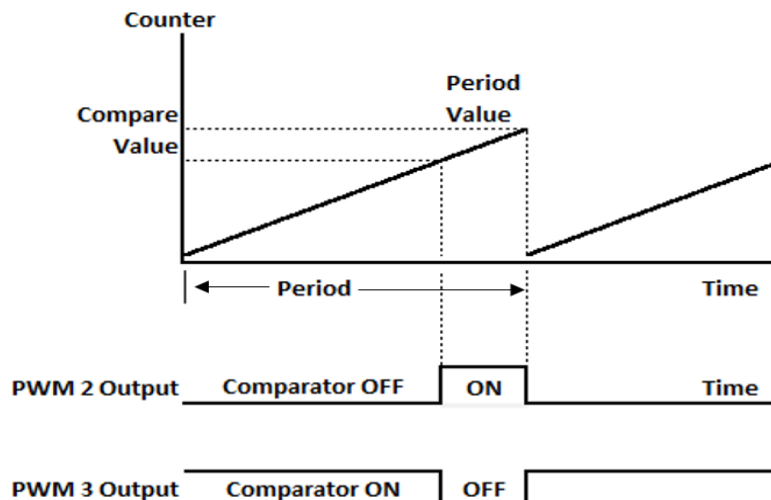 Counter
Period
Value
Compare
Value
Period
Time
PWM 2 Output
Comparator OFF
ON
Time
PWM 3 Output
Comparator ON
OFF